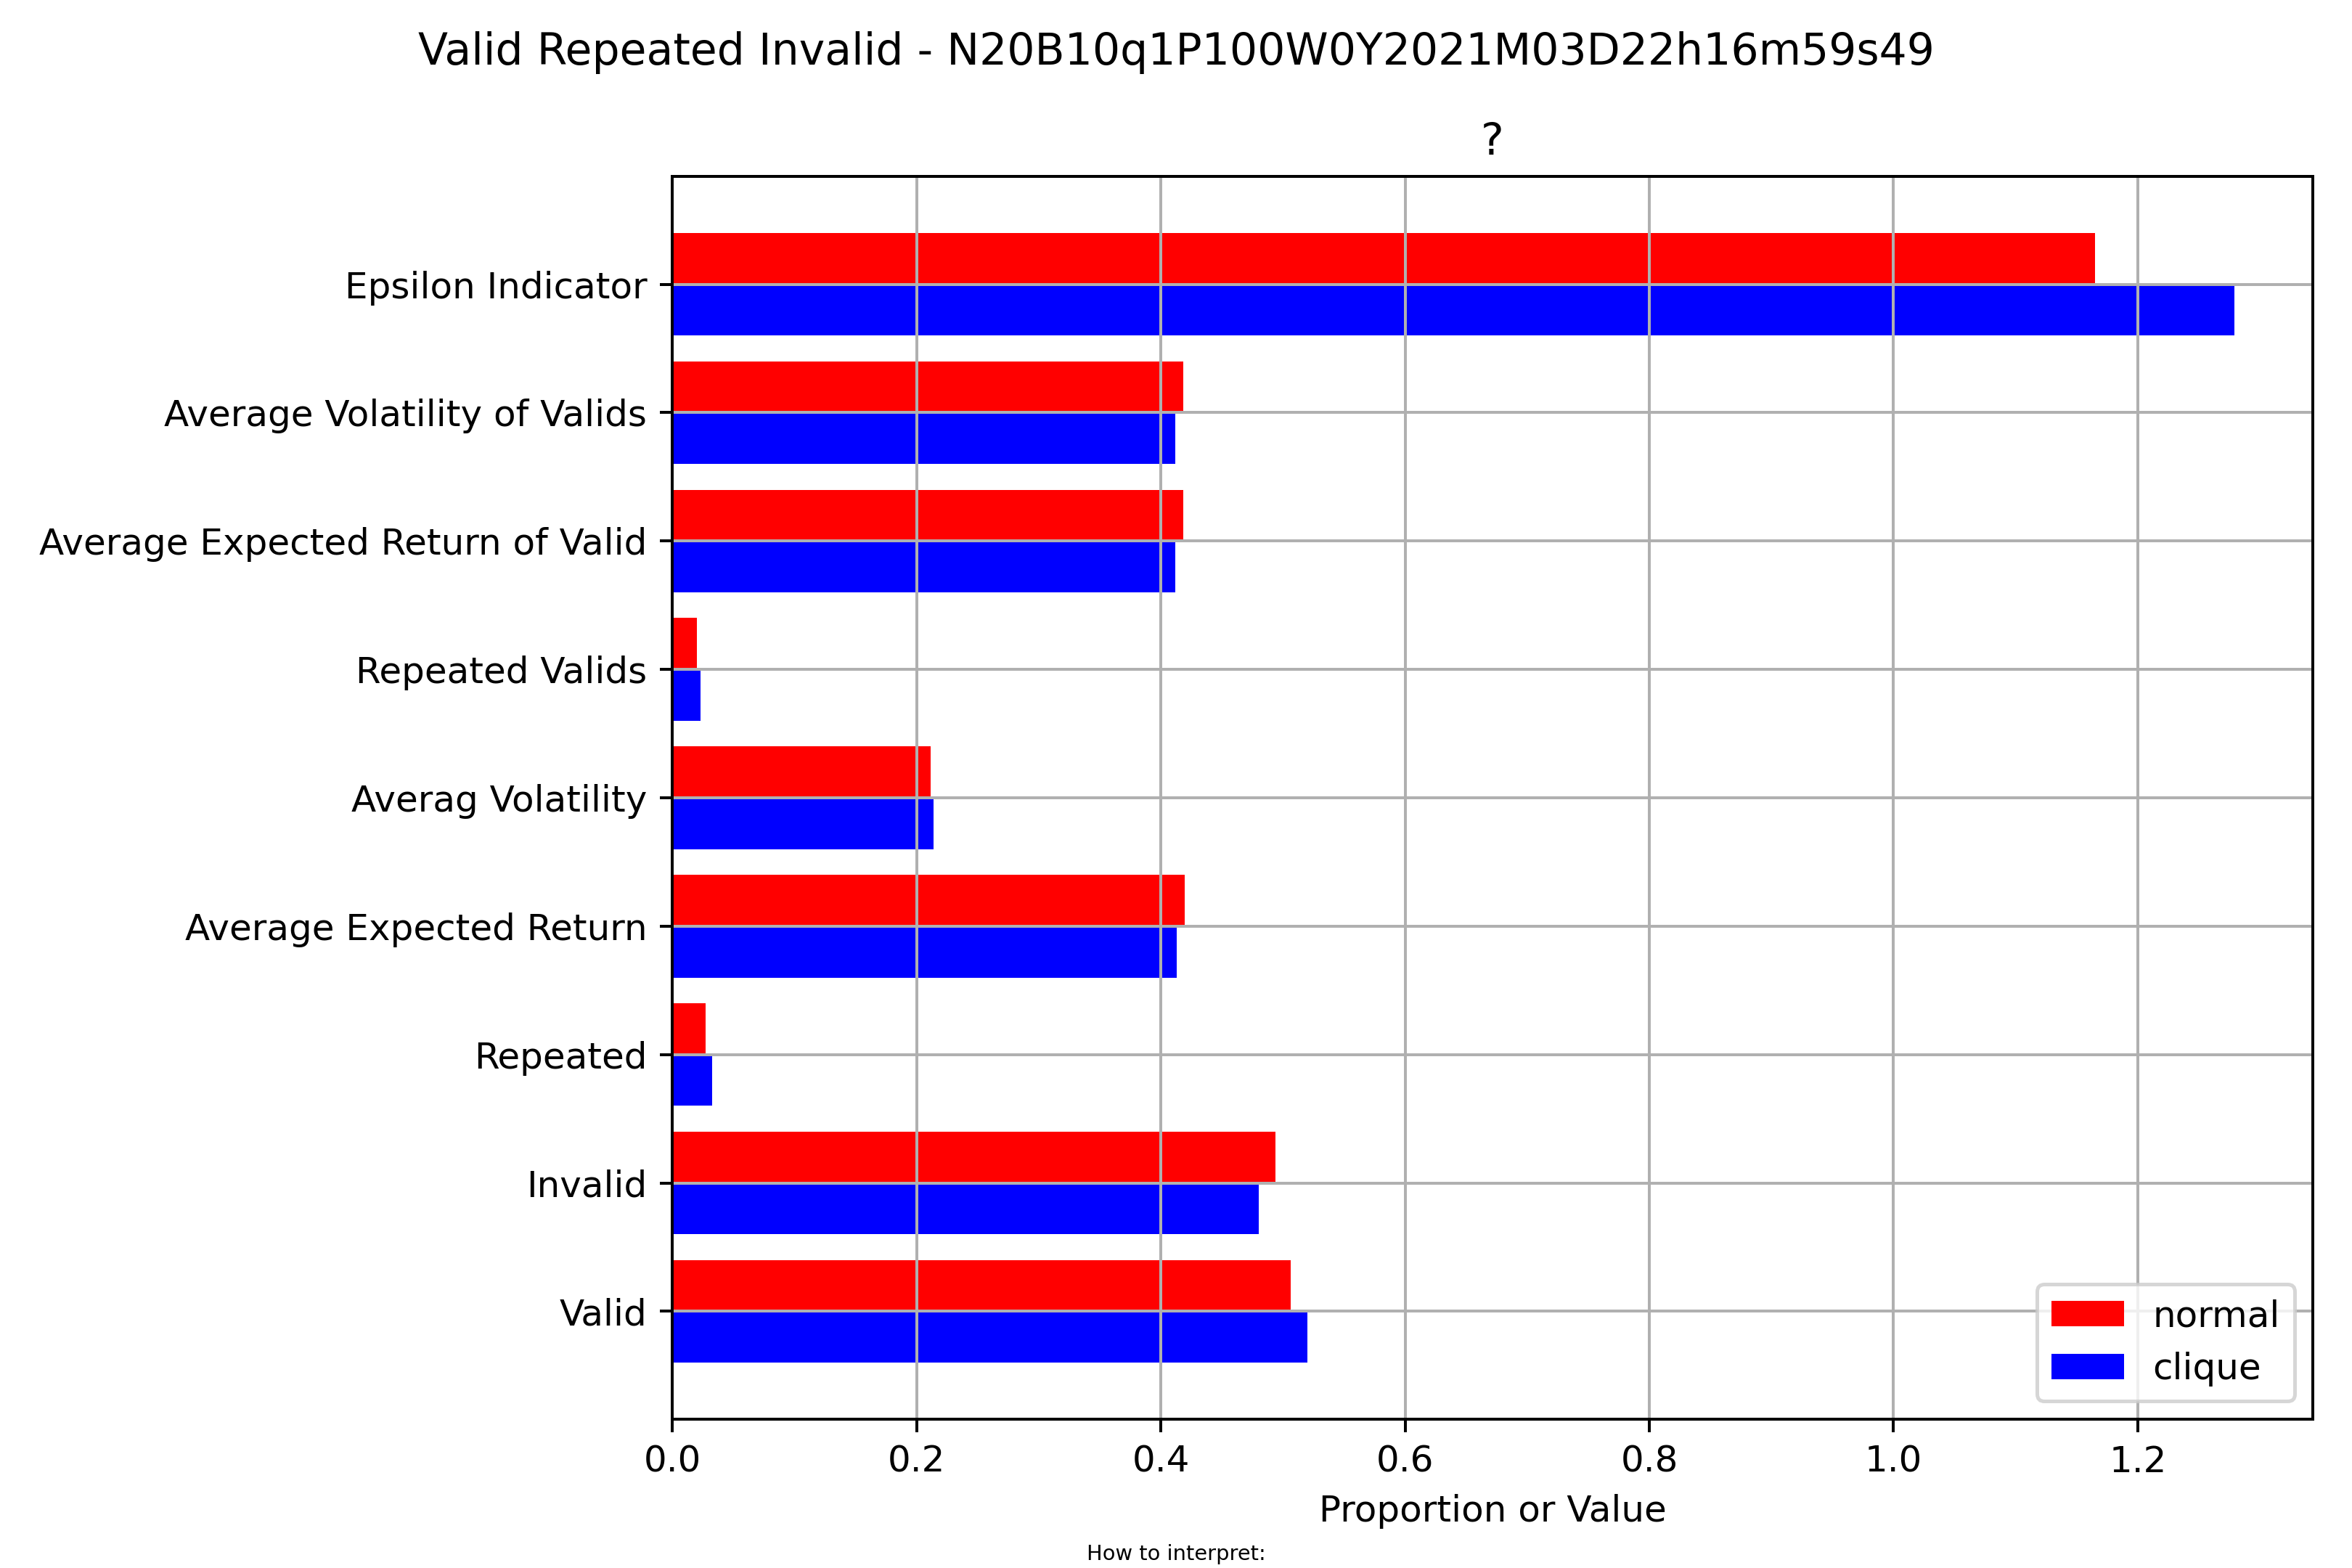 Valid Repeated Invalid - N20B10q1P100W0Y2021M03D22h16m59s49
?
Epsilon Indicator
Average Volatility of Valids
Average Expected Return of Valid
Repeated Valids
Averag Volatility
Average Expected Return
Repeated
Invalid
Valid
normal
clique
0.0 0.2 0.4 0.6 0.8 1.0 1.2
Proportion or Value
How to interpret: